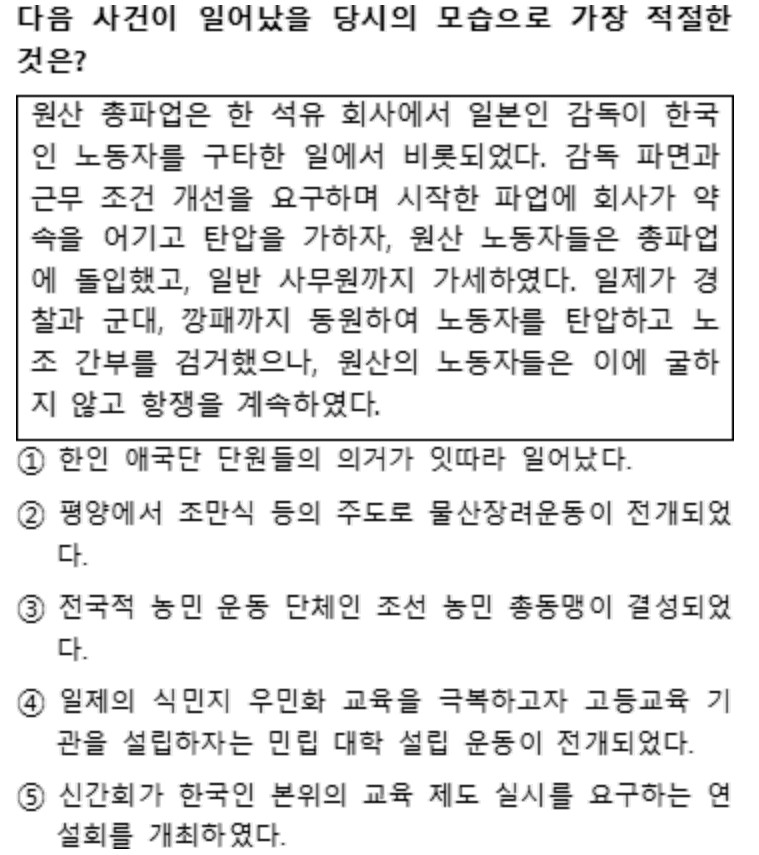 다음 사건이 일어났을 당시의 모습으로 가장 적절한
것은?
원산 총파업은 한 석유 회사에서 일본인 감독이 한국
인 노동자를 구타한 일에서 비롯되었다. 감독 파면과
근무 조건 개선을 요구하며 시작한 파업에 회사가 약
속을 어기고 탄압을 가하자, 원산 노동자들은 총파업
에 돌입했고, 일반 사무원까지 가세하였다. 일제가 경
찰과 군대, 깡패까지 동원하여 노동자를 탄압하고 노
조 간부를 검거했으나, 원산의 노동자들은 이에 굴하
지 않고 항쟁을 계속하였다.
① 한인 애국단 단원들의 의거가 잇따라 일어났다.
② 평양에서 조만식 등의 주도로 물산장려운동이 전개되었
다.
③ 전국적 농민 운동 단체인 조선 농민 총동맹이 결성되었
다.
④ 일제의 식민지 우민화 교육을 극복하고자 고등교육 기
관을 설립하자는 민립 대학 설립 운동이 전개되었다.
⑤ 신간회가 한국인 본위의 교육 제도 실시를 요구하는 연
설회를 개최하였다.